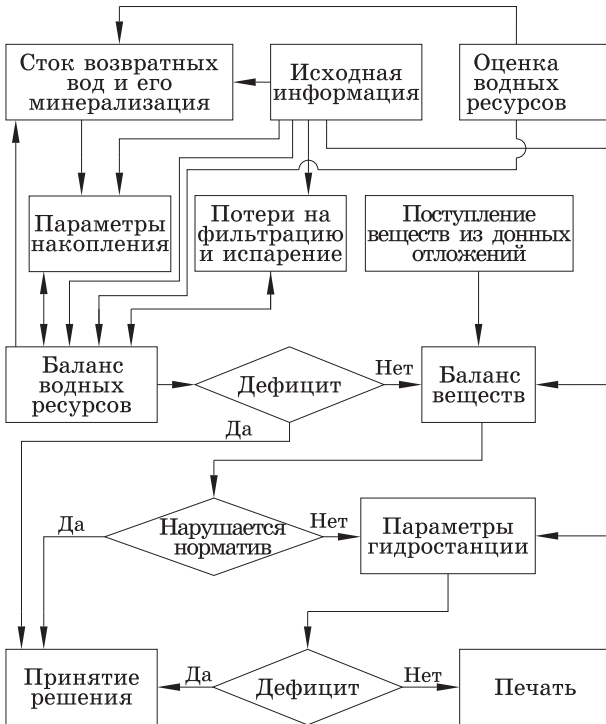 Сток возвратных
вод и его
минерализация
Исходная
информация
Оценка
водных
ресурсов
Параметры
накопления
Потери на
фильтрацию
и испарение
Поступление
веществ из донных
отложений
Баланс
водных
ресурсов
Дефицит
Нет
Баланс
веществ
Да
Да
Нарушается
норматив
Нет
Параметры
гидростанции
Принятие
решения
Да
Дефицит
Нет
Печать